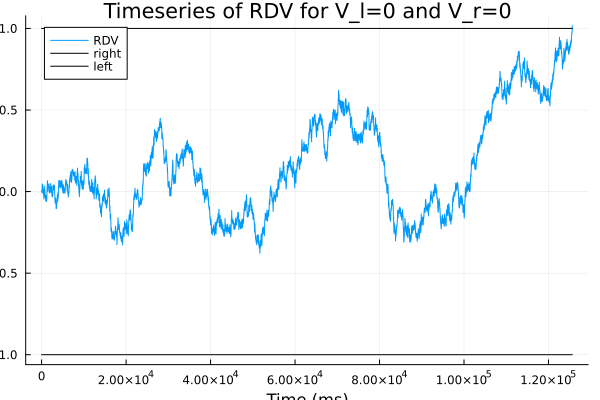 Timeseries of RDV for V_l=0 and V_r=0
RDV
right
left
1.0
0.5
0.0
0.5
1.0
0 2.00×10⁴ 4.00×10⁴ 6.00×10⁴ 8.00×10⁴ 1.00×10⁵ 1.20×10⁵
Time (ms)